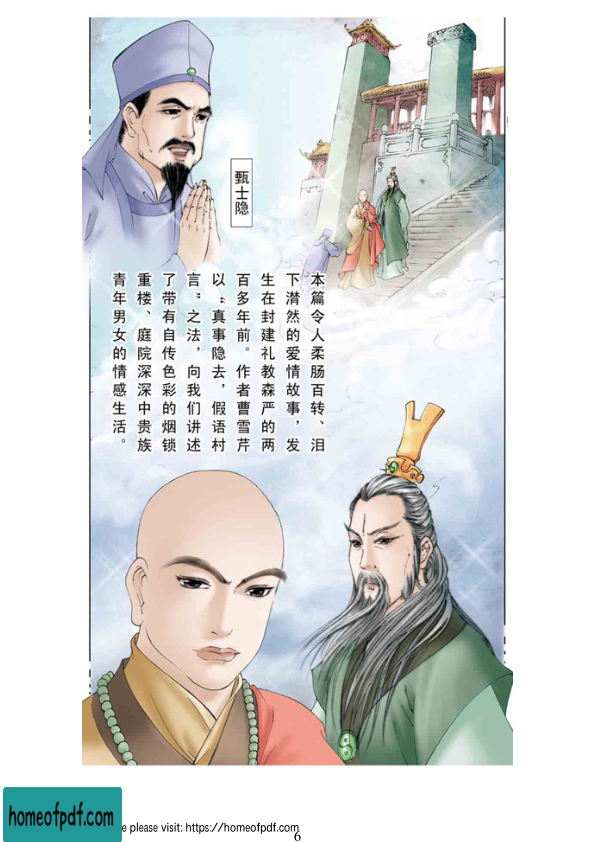 甄士隐
本篇令人柔肠百转、泪
下潸然的爱情故事，发
生在封建礼教森严的两
百多年前。作者曹雪芹
以“真事隐去，假语村
言”之法，向我们讲述
了带有自传色彩的烟锁
重楼、庭院深深中贵族
青年男女的情感生活。
homeofpdf.com
e please visit: https://homeofpdf.com
6